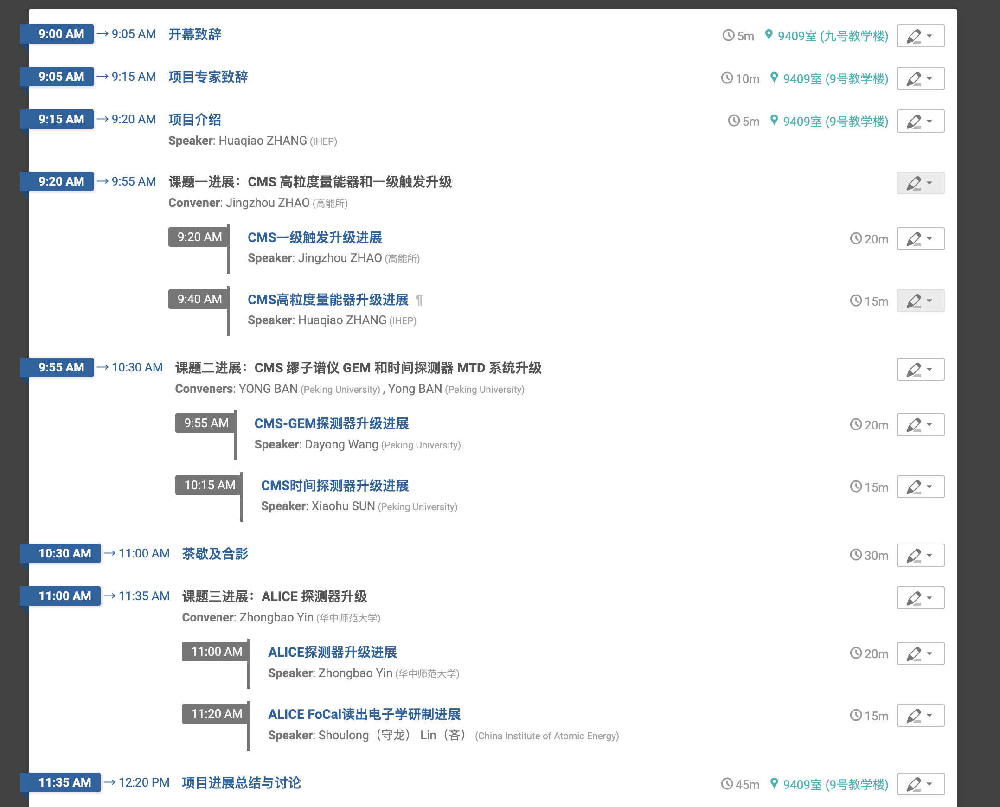 9:00 AM → 9:05 AM 开幕致辞 5m 9409室 (九号教学楼)
9:05 AM → 9:15 AM 项目专家致辞 10m 9409室 (9号教学楼)
9:15 AM → 9:20 AM 项目介绍 5m 9409室 (9号教学楼)
Speaker: Huaqiao ZHANG (IHEP)
9:20 AM → 9:55 AM 课题一进展：CMS 高粒度量能器和一级触发升级
Convener: Jingzhou ZHAO (高能所)
9:20 AM CMS一级触发升级进展 20m
Speaker: Jingzhou ZHAO (高能所)
9:40 AM CMS高粒度量能器升级进展 ¶ 15m
Speaker: Huaqiao ZHANG (IHEP)
9:55 AM → 10:30 AM 课题二进展：CMS 缪子谱仪 GEM 和时间探测器 MTD 系统升级
Conveners: YONG BAN (Peking University) , Yong BAN (Peking University)
9:55 AM CMS-GEM探测器升级进展 20m
Speaker: Dayong Wang (Peking University)
10:15 AM CMS时间探测器升级进展 15m
Speaker: Xiaohu SUN (Peking University)
10:30 AM → 11:00 AM 茶歇及合影 30m
11:00 AM → 11:35 AM 课题三进展：ALICE 探测器升级
Convener: Zhongbao Yin (华中师范大学)
11:00 AM ALICE探测器升级进展 20m
Speaker: Zhongbao Yin (华中师范大学)
11:20 AM ALICE FoCal读出电子学研制进展 15m
Speaker: Shoulong（守龙） Lin（吝） (China Institute of Atomic Energy)
11:35 AM → 12:20 PM 项目进展总结与讨论 45m 9409室 (9号教学楼)